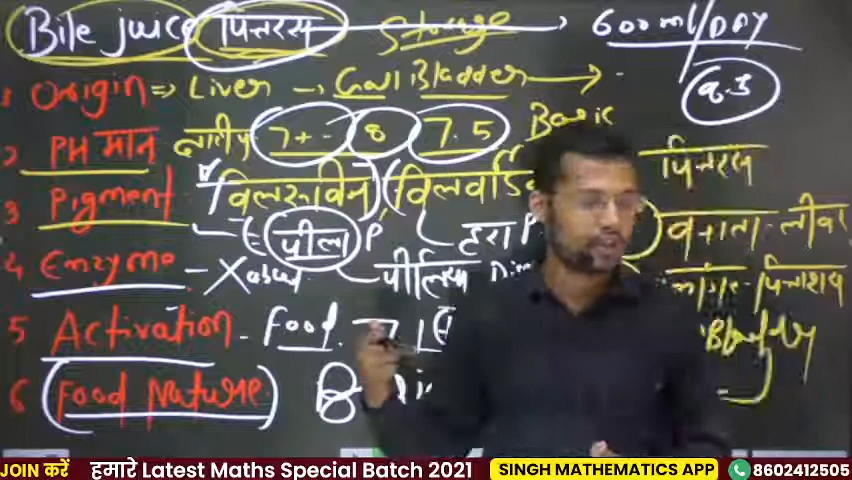 Bile juice पित्तरस Storage 600 ml/DAY
1 Origin => Liver → Gall Bladder → 9.3
2 PH मान 7+ 8 7.5 Basic पित्तरस
3 Pigment विलरूविन विलवर्डि बनाता - लीवर
पीला P हरा P
4 Enzyme - X पीलिया पित्ताशय
5 Activation - Food
6 Food Nature B
JOIN करें हमारे Latest Maths Special Batch 2021 SINGH MATHEMATICS APP 8602412505